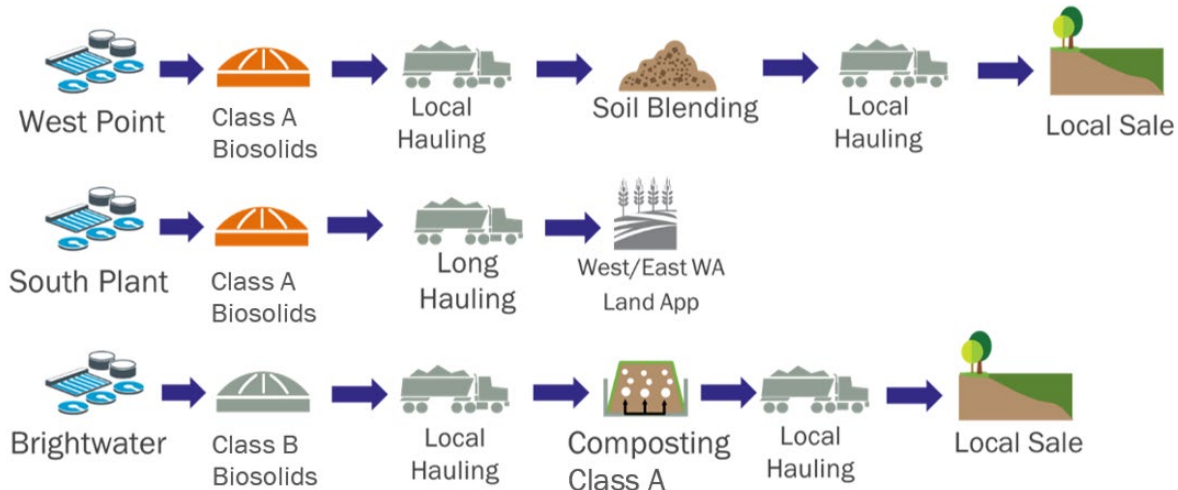 West Point
Class A
Biosolids
Local
Hauling
Soil Blending
Local
Hauling
Local Sale
South Plant
Class A
Biosolids
Long
Hauling
West/East WA
Land App
Brightwater
Class B
Biosolids
Local
Hauling
Composting
Class A
Local
Hauling
Local Sale